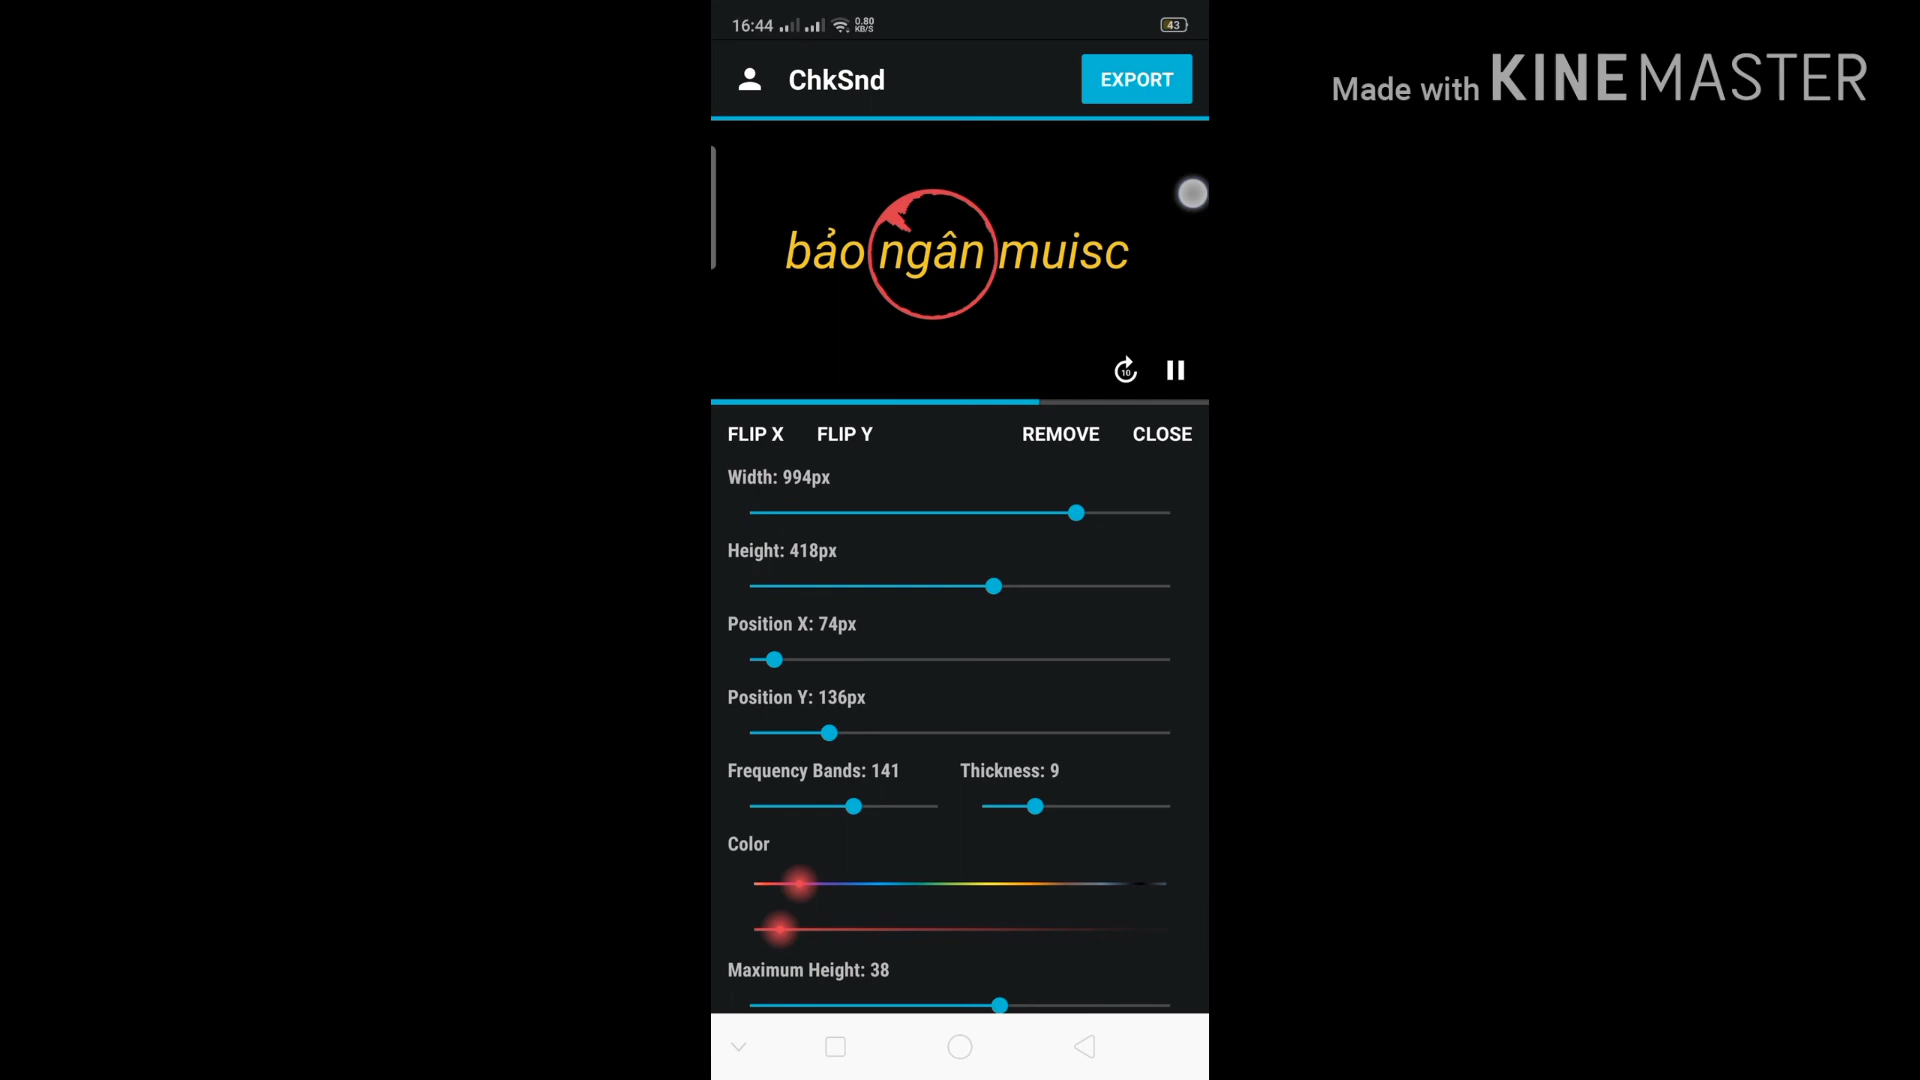 16:44 0.80 KB/S 43
Made with KINEMASTER
ChkSnd EXPORT
bảo ngân muisc
10
FLIP X FLIP Y REMOVE CLOSE
Width: 994px
Height: 418px
Position X: 74px
Position Y: 136px
Frequency Bands: 141 Thickness: 9
Color
Maximum Height: 38